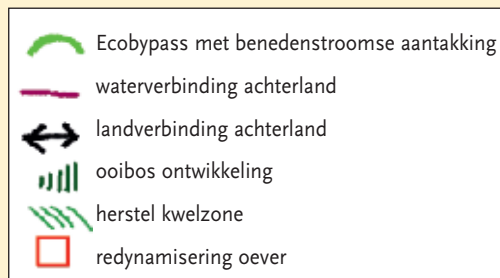 Ecobypass met benedenstroomse aantakking
waterverbinding achterland
landverbinding achterland
ooibos ontwikkeling
herstel kwelzone
redynamisering oever